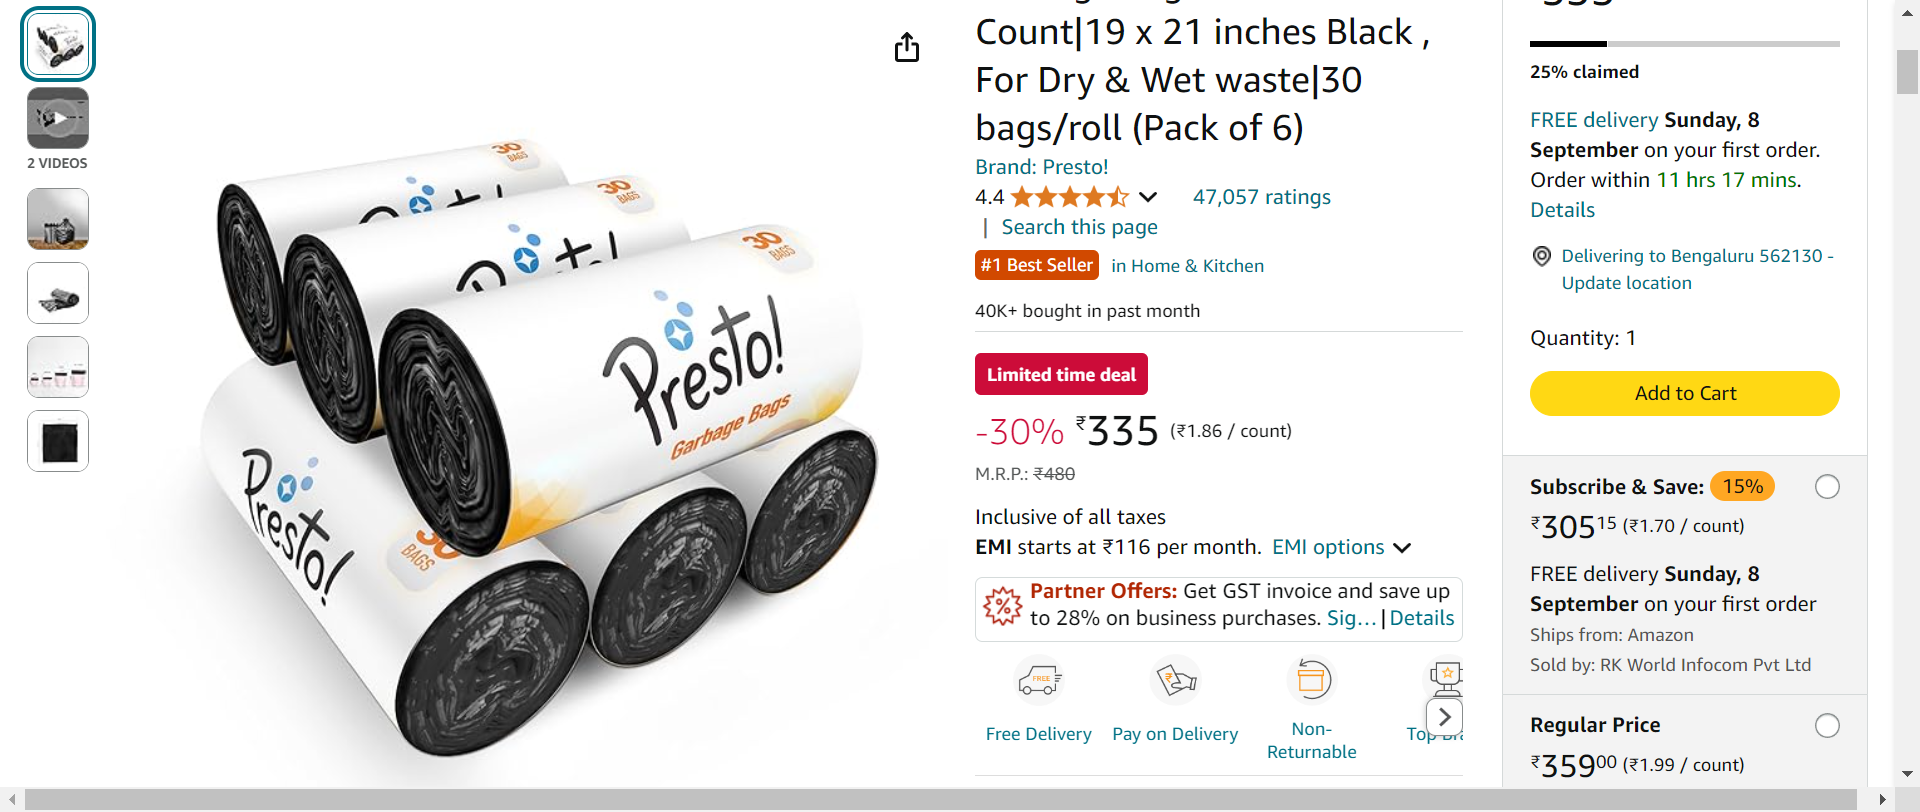 2 VIDEOS
30
BAGS
30
BAGS
30
BAGS
Presto!
Garbage Bags
Presto!
30
BAGS
Count|19 x 21 inches Black ,
For Dry & Wet waste|30
bags/roll (Pack of 6)
Brand: Presto!
4.4 47,057 ratings
| Search this page
#1 Best Seller in Home & Kitchen
40K+ bought in past month
Limited time deal
-30% ₹335 (₹1.86 / count)
M.R.P.: ₹480
Inclusive of all taxes
EMI starts at ₹116 per month. EMI options
Partner Offers: Get GST invoice and save up
to 28% on business purchases. Sig... | Details
FREE
Free Delivery
Pay on Delivery
Non-
Returnable
25% claimed
FREE delivery Sunday, 8
September on your first order.
Order within 11 hrs 17 mins.
Details
Delivering to Bengaluru 562130 -
Update location
Quantity: 1
Add to Cart
Subscribe & Save: 15%
₹305 15 (₹1.70 / count)
FREE delivery Sunday, 8
September on your first order
Ships from: Amazon
Sold by: RK World Infocom Pvt Ltd
Regular Price
₹359 00 (₹1.99 / count)